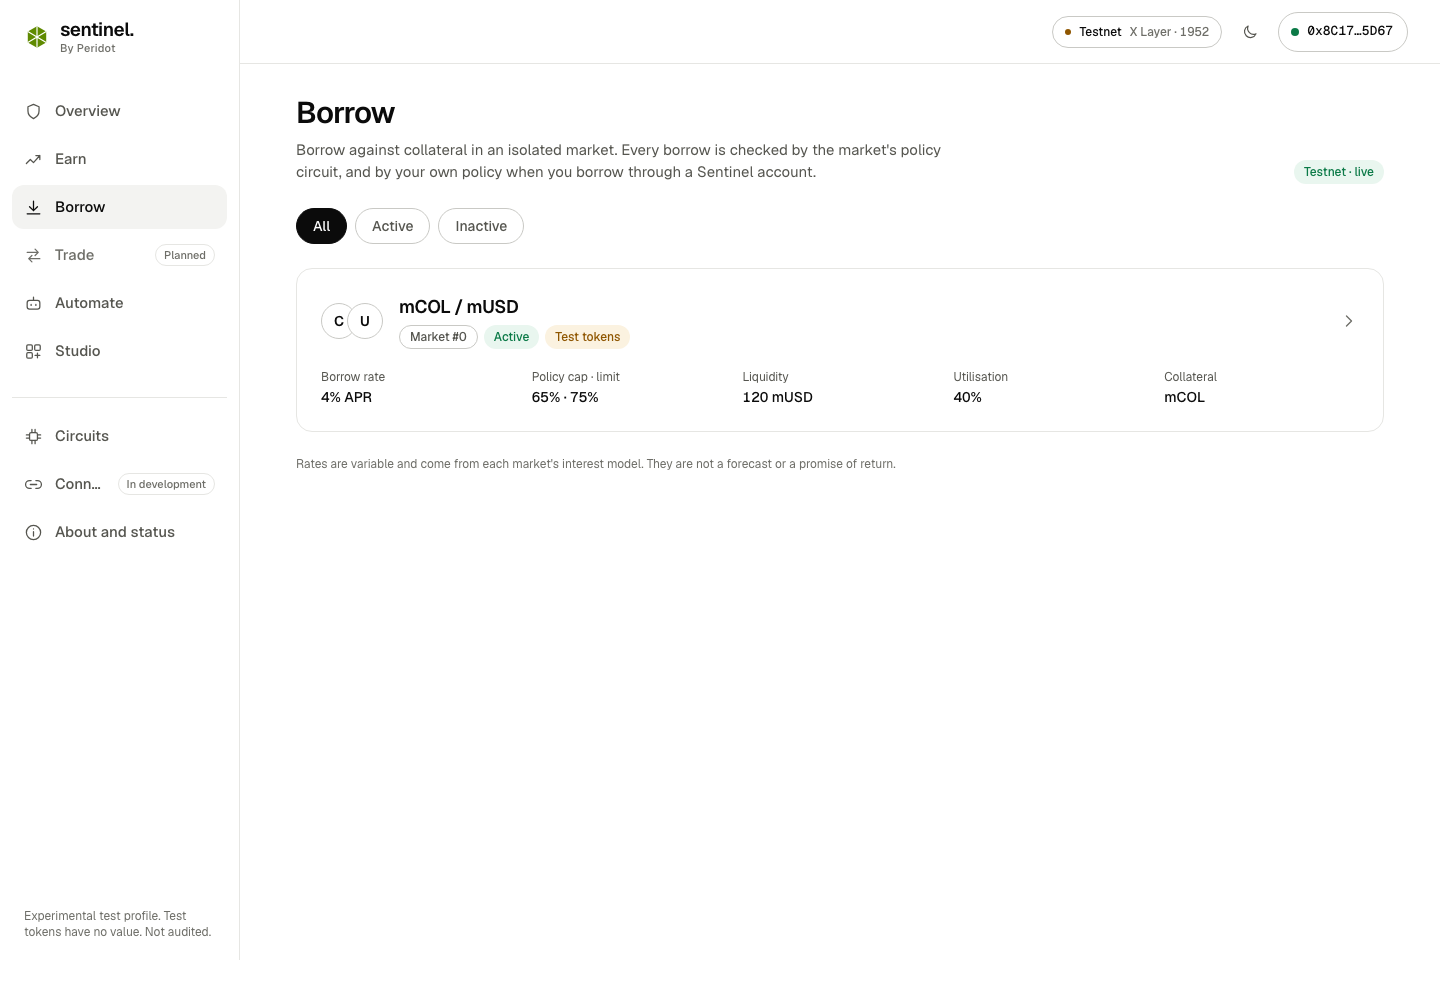 sentinel.
By Peridot
Overview
Earn
Borrow
Trade
Planned
Automate
Studio
Circuits
Conn...
In development
About and status
Experimental test profile. Test
tokens have no value. Not audited.
Testnet X Layer · 1952
0x8C17…5D67
Borrow
Borrow against collateral in an isolated market. Every borrow is checked by the market's policy
circuit, and by your own policy when you borrow through a Sentinel account.
Testnet · live
All
Active
Inactive
C U
mCOL / mUSD
Market #0 Active Test tokens
Borrow rate Policy cap · limit Liquidity Utilisation Collateral
4% APR 65% · 75% 120 mUSD 40% mCOL
Rates are variable and come from each market's interest model. They are not a forecast or a promise of return.